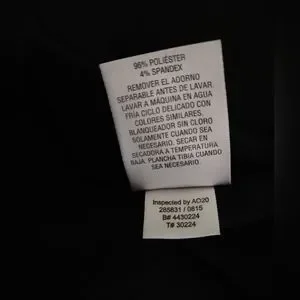 96% POLIÉSTER
4% SPANDEX
REMOVER EL ADORNO
SEPARABLE ANTES DE LAVAR.
LAVAR A MÁQUINA EN AGUA
FRÍA CICLO DELICADO CON
COLORES SIMILARES.
BLANQUEADOR SIN CLORO
SOLAMENTE CUANDO SEA
NECESARIO. SECAR EN
SECADORA A TEMPERATURA
BAJA. PLANCHA TIBIA CUANDO
SEA NECESARIO.
Inspected by AO20
285831 / 0815
B# 4430224
T# 30224